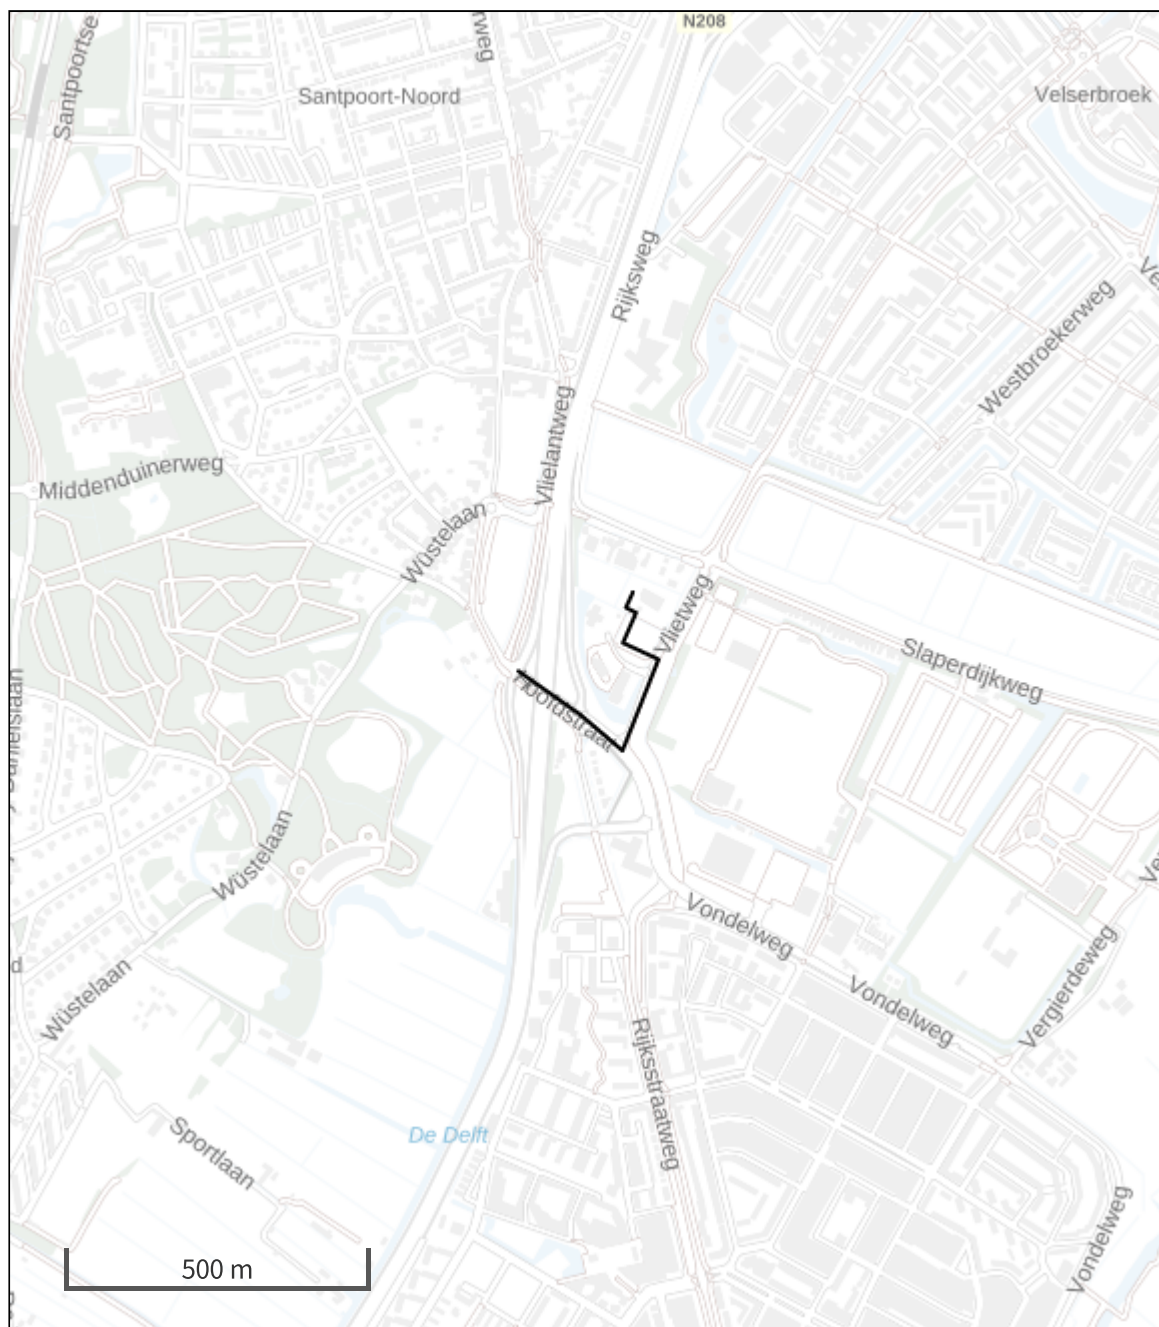 N208
Santpoortse
rweg
Santpoort-Noord
Velserbroek
Rijksweg
Westbroekerweg
Vlielantweg
Middenduinerweg
Wüstelaan
Vlietweg
Slaperdijkweg
Hoofdstraat
Wüstelaan
Vondelweg
d
Wüstelaan
Vondelweg
Vergierdeweg
Rijksstraatweg
De Delft
Sportlaan
Vondelweg
500 m